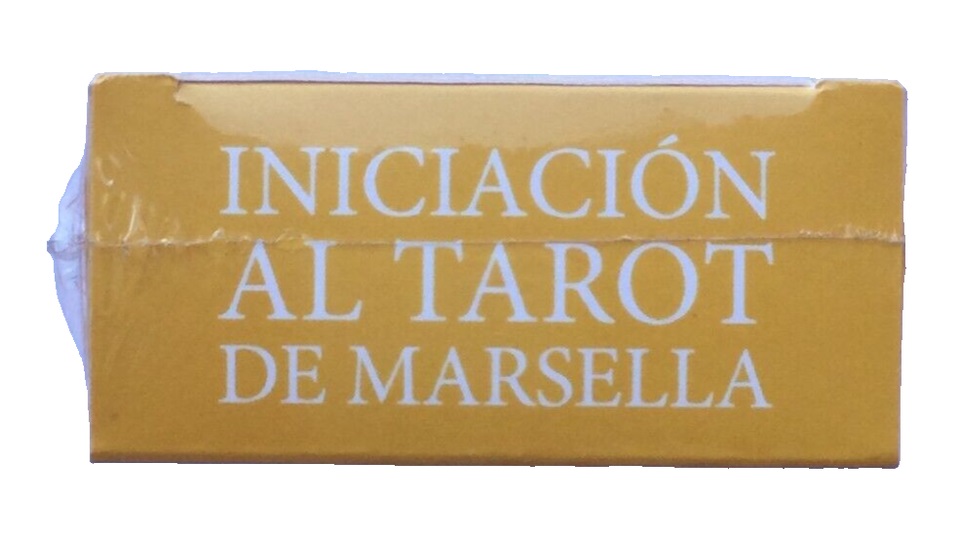 INICIACIÓN
AL TAROT
DE MARSELLA